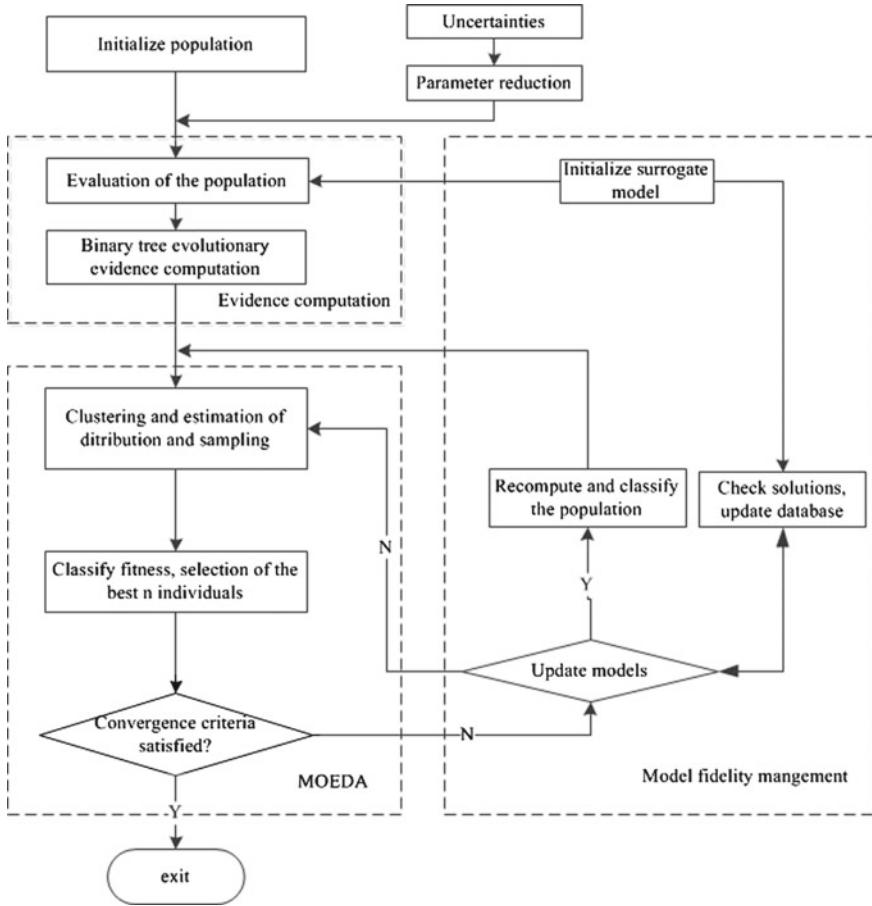 Initialize population
Uncertainties
Parameter reduction
Evaluation of the population
Initialize surrogate
model
Binary tree evolutionary
evidence computation
Evidence computation
Clustering and estimation of
ditribution and sampling
Recompute and classify
the population
Check solutions,
update database
N
Classify fitness, selection of the
best n individuals
Y
Update models
Convergence criteria
satisfied?
N
MOEDA
Model fidelity mangement
Y
exit